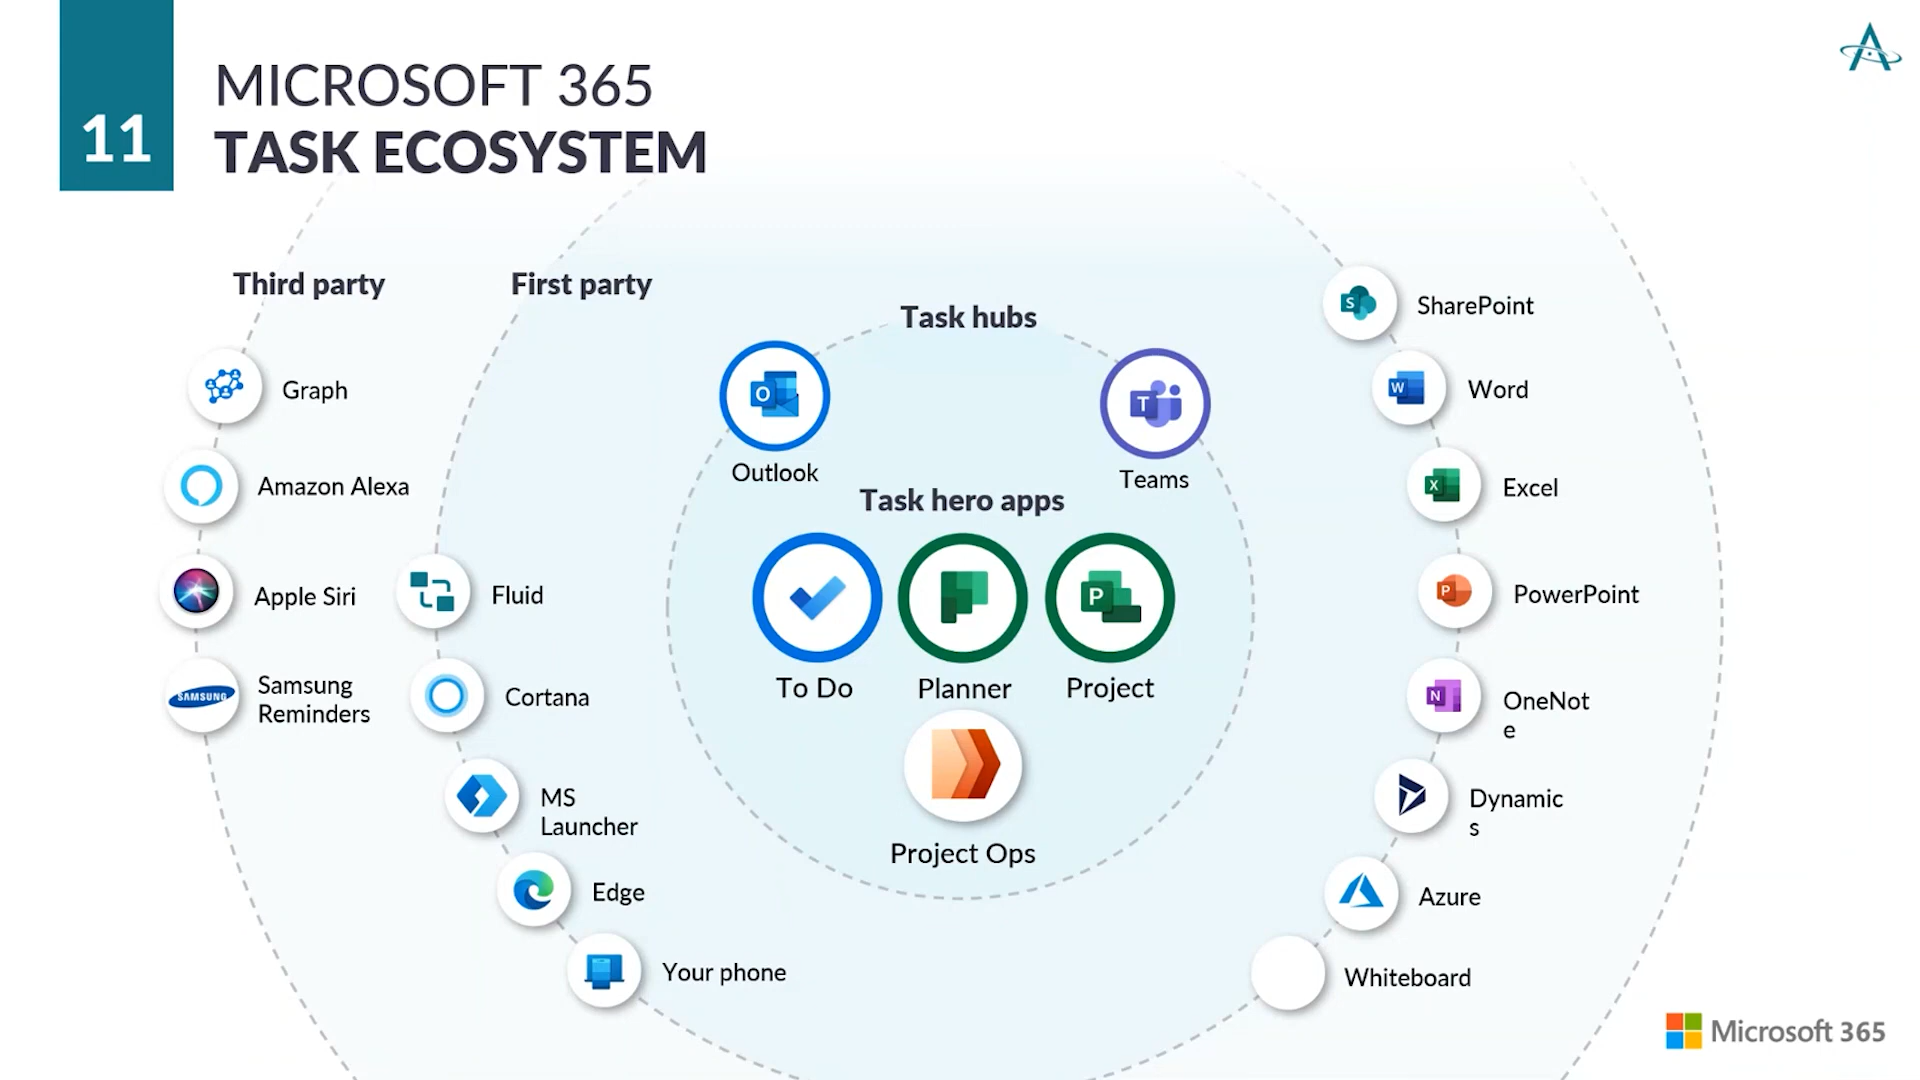 11
MICROSOFT 365
TASK ECOSYSTEM
Third party
First party
Task hubs
Graph
Amazon Alexa
Apple Siri
SAMSUNG
Samsung
Reminders
Fluid
Cortana
MS
Launcher
Edge
Your phone
O
Outlook
T
Teams
Task hero apps
To Do
Planner
P
Project
Project Ops
S
SharePoint
W
Word
X
Excel
P
PowerPoint
N
OneNot
e
Dynamic
s
Azure
Whiteboard
Microsoft 365